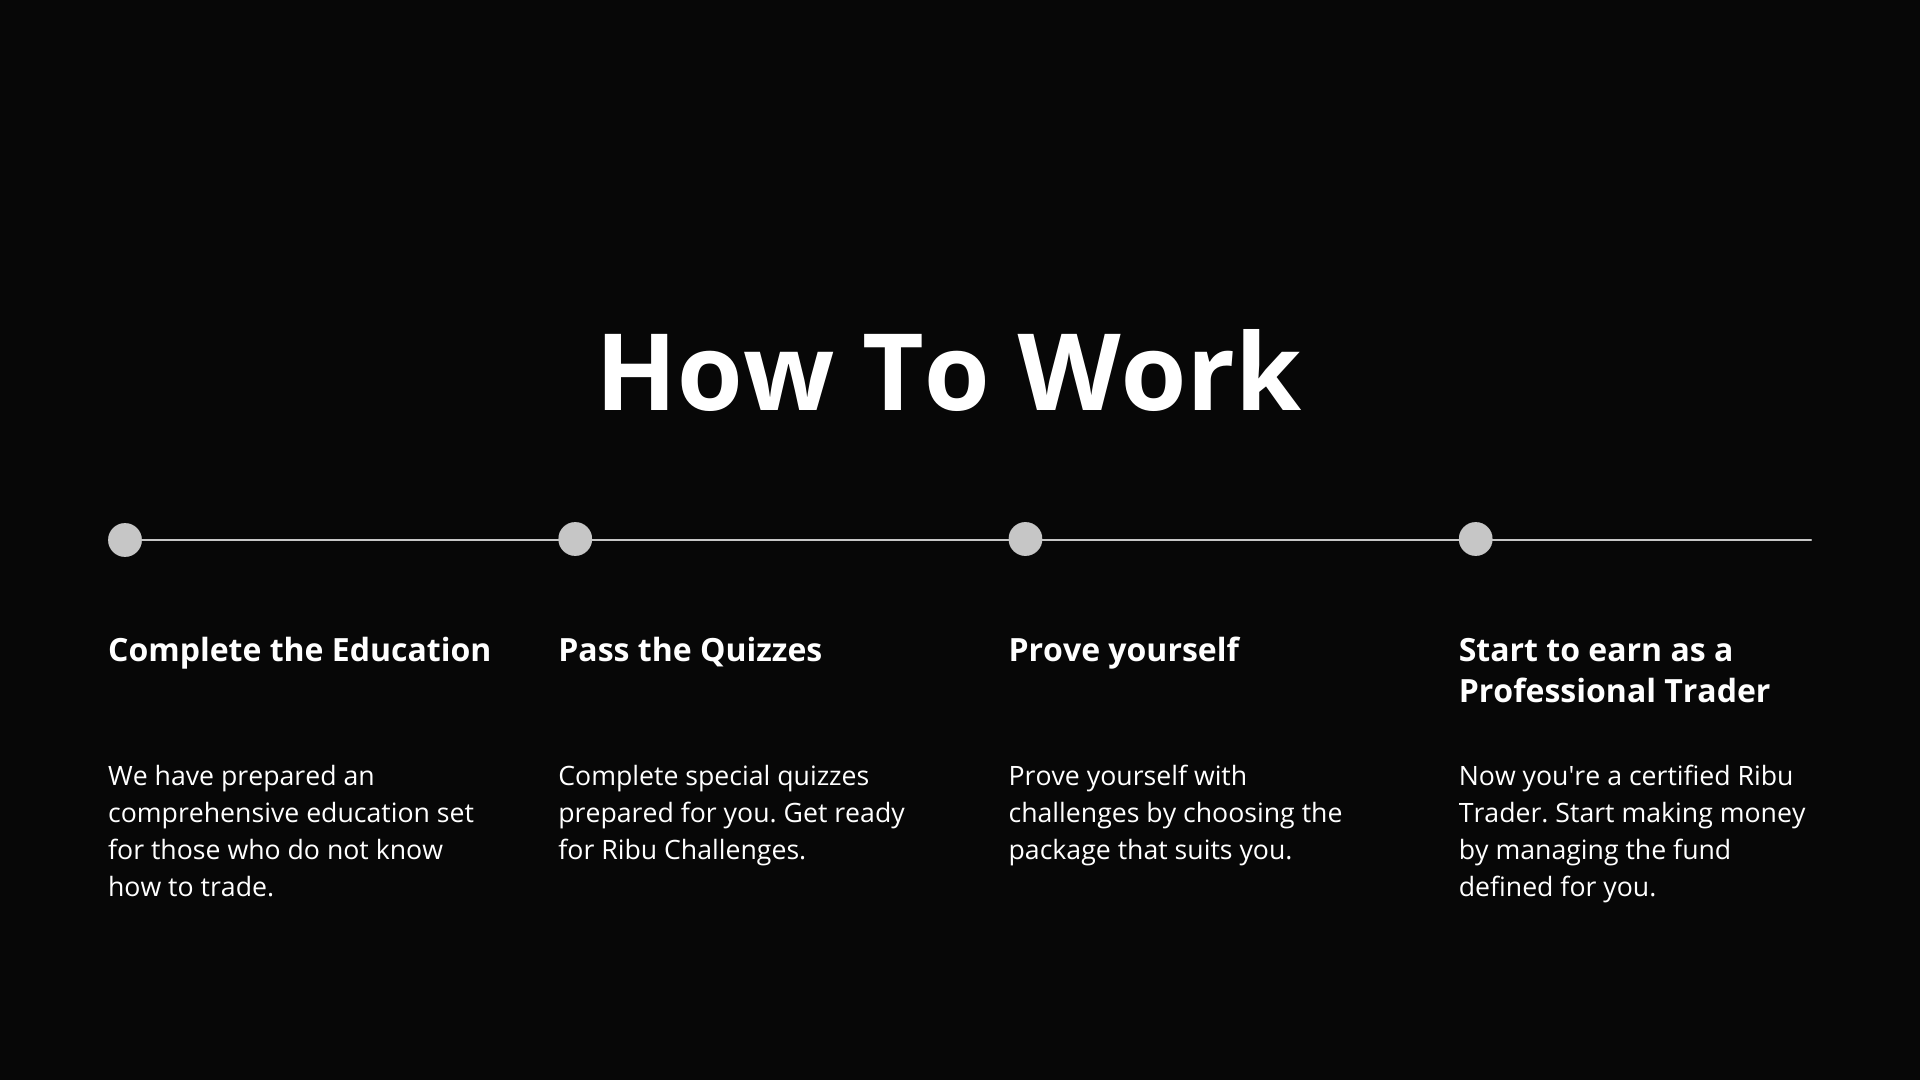 How To Work
Complete the Education
We have prepared an
comprehensive education set
for those who do not know
how to trade.
Pass the Quizzes
Complete special quizzes
prepared for you. Get ready
for Ribu Challenges.
Prove yourself
Prove yourself with
challenges by choosing the
package that suits you.
Start to earn as a
Professional Trader
Now you're a certified Ribu
Trader. Start making money
by managing the fund
defined for you.